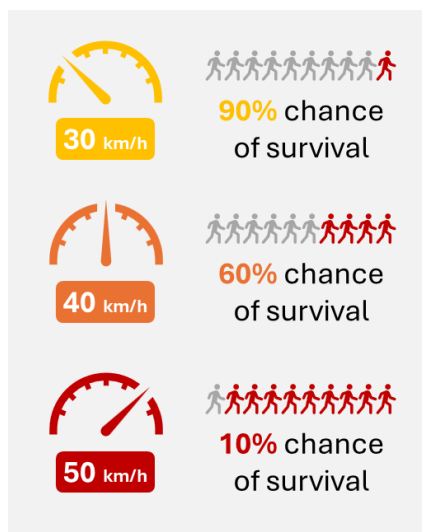 30 km/h
90% chance
of survival
40 km/h
60% chance
of survival
50 km/h
10% chance
of survival